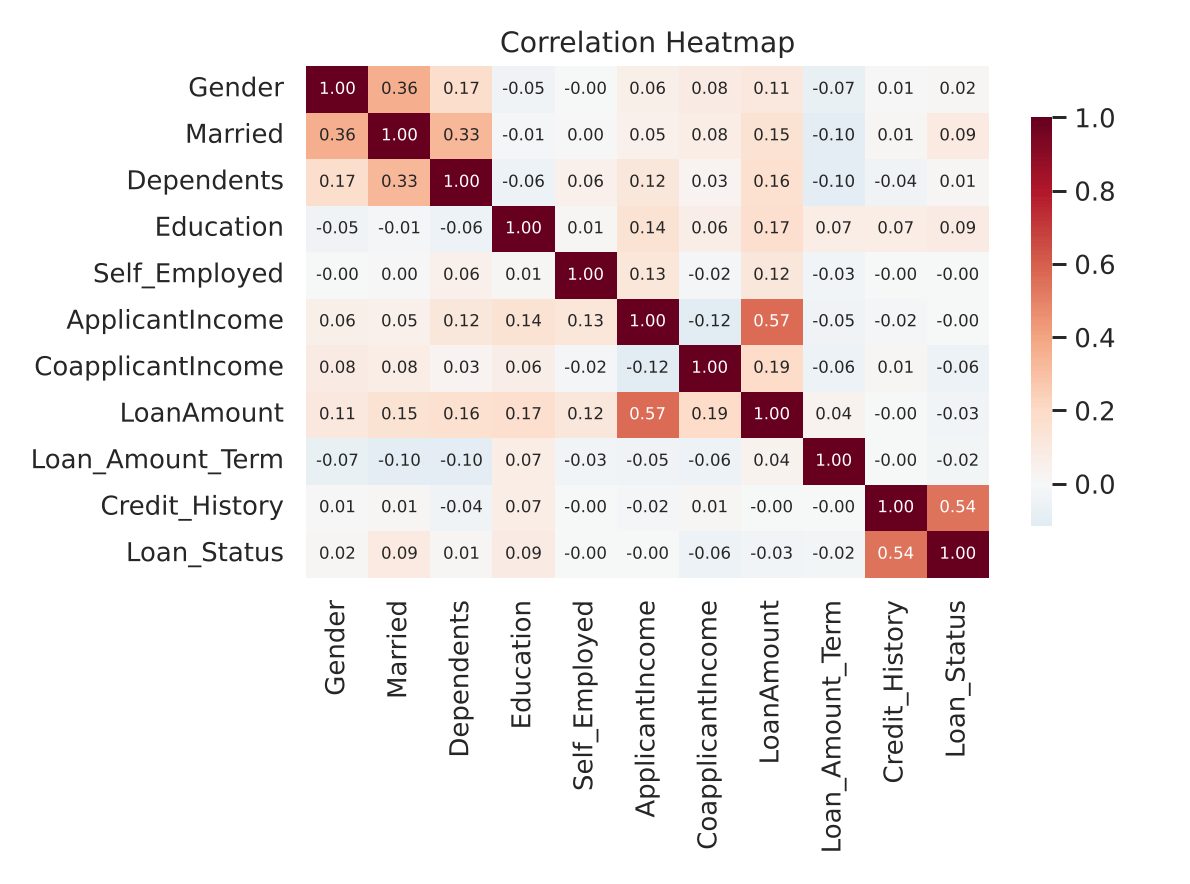 Correlation Heatmap
Gender 1.00 0.36 0.17 -0.05 -0.00 0.06 0.08 0.11 -0.07 0.01 0.02
Married 0.36 1.00 0.33 -0.01 0.00 0.05 0.08 0.15 -0.10 0.01 0.09
Dependents 0.17 0.33 1.00 -0.06 0.06 0.12 0.03 0.16 -0.10 -0.04 0.01
Education -0.05 -0.01 -0.06 1.00 0.01 0.14 0.06 0.17 0.07 0.07 0.09
Self_Employed -0.00 0.00 0.06 0.01 1.00 0.13 -0.02 0.12 -0.03 -0.00 -0.00
ApplicantIncome 0.06 0.05 0.12 0.14 0.13 1.00 -0.12 0.57 -0.05 -0.02 -0.00
CoapplicantIncome 0.08 0.08 0.03 0.06 -0.02 -0.12 1.00 0.19 -0.06 0.01 -0.06
LoanAmount 0.11 0.15 0.16 0.17 0.12 0.57 0.19 1.00 0.04 -0.00 -0.03
Loan_Amount_Term -0.07 -0.10 -0.10 0.07 -0.03 -0.05 -0.06 0.04 1.00 -0.00 -0.02
Credit_History 0.01 0.01 -0.04 0.07 -0.00 -0.02 0.01 -0.00 -0.00 1.00 0.54
Loan_Status 0.02 0.09 0.01 0.09 -0.00 -0.00 -0.06 -0.03 -0.02 0.54 1.00
Gender
Married
Dependents
Education
Self_Employed
ApplicantIncome
CoapplicantIncome
LoanAmount
Loan_Amount_Term
Credit_History
Loan_Status
1.0
0.8
0.6
0.4
0.2
0.0